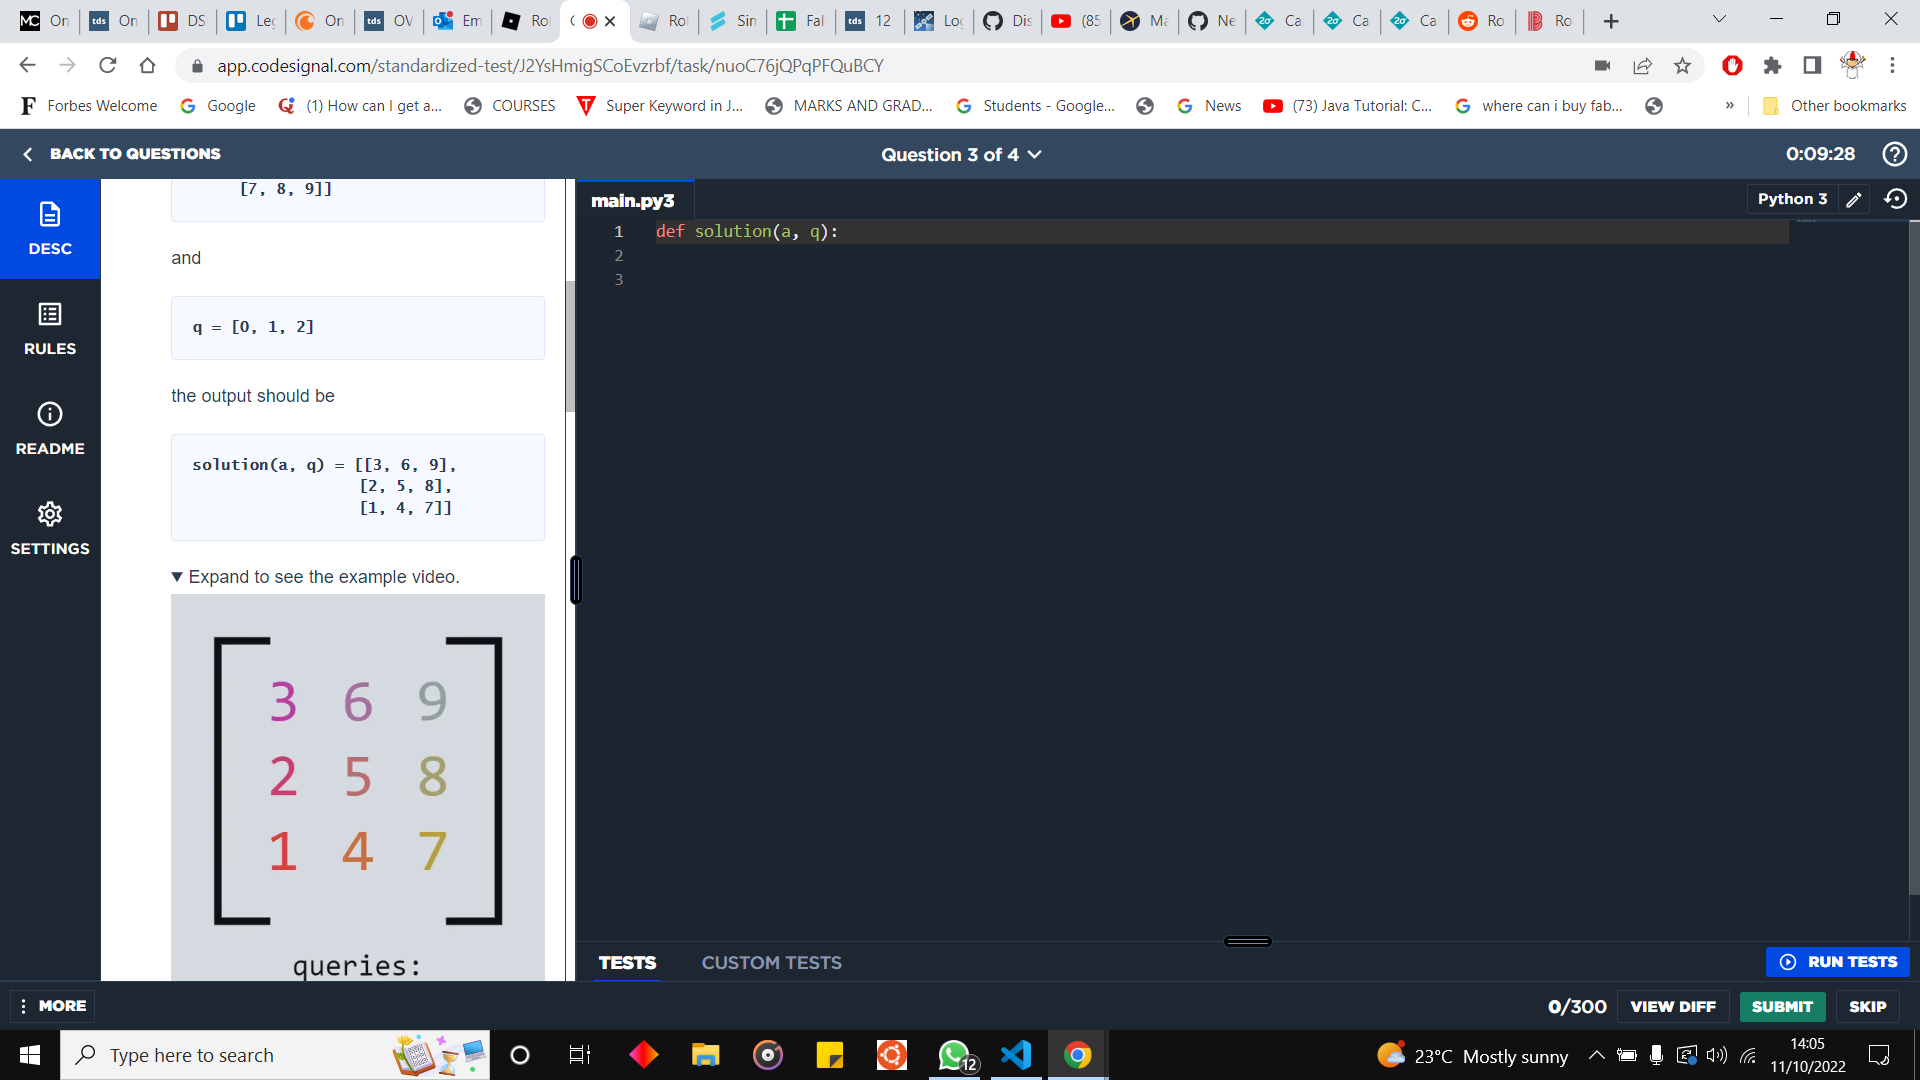 On
On
DS
Leg
On
OV
Em
Rol
Rol
Sin
Fal
12
Log
Dis
(85
Ma
Ne
Ca
Ca
Ca
Ro
Ro
app.codesignal.com/standardized-test/J2YsHmigSCoEvzrbf/task/nuoC76jQPqPFQuBCY
Forbes Welcome
Google
(1) How can I get a...
COURSES
Super Keyword in J...
MARKS AND GRAD...
Students - Google...
News
(73) Java Tutorial: C...
where can i buy fab...
»
Other bookmarks
BACK TO QUESTIONS
Question 3 of 4
0:09:28
DESC
RULES
README
SETTINGS
[7, 8, 9]]
and
q = [0, 1, 2]
the output should be
solution(a, q) = [[3, 6, 9],
[2, 5, 8],
[1, 4, 7]]
Expand to see the example video.
3 6 9
2 5 8
1 4 7
queries:
main.py3
Python 3
1 def solution(a, q):
2
3
TESTS
CUSTOM TESTS
RUN TESTS
MORE
0/300
VIEW DIFF
SUBMIT
SKIP
Type here to search
12
23°C Mostly sunny
14:05
11/10/2022